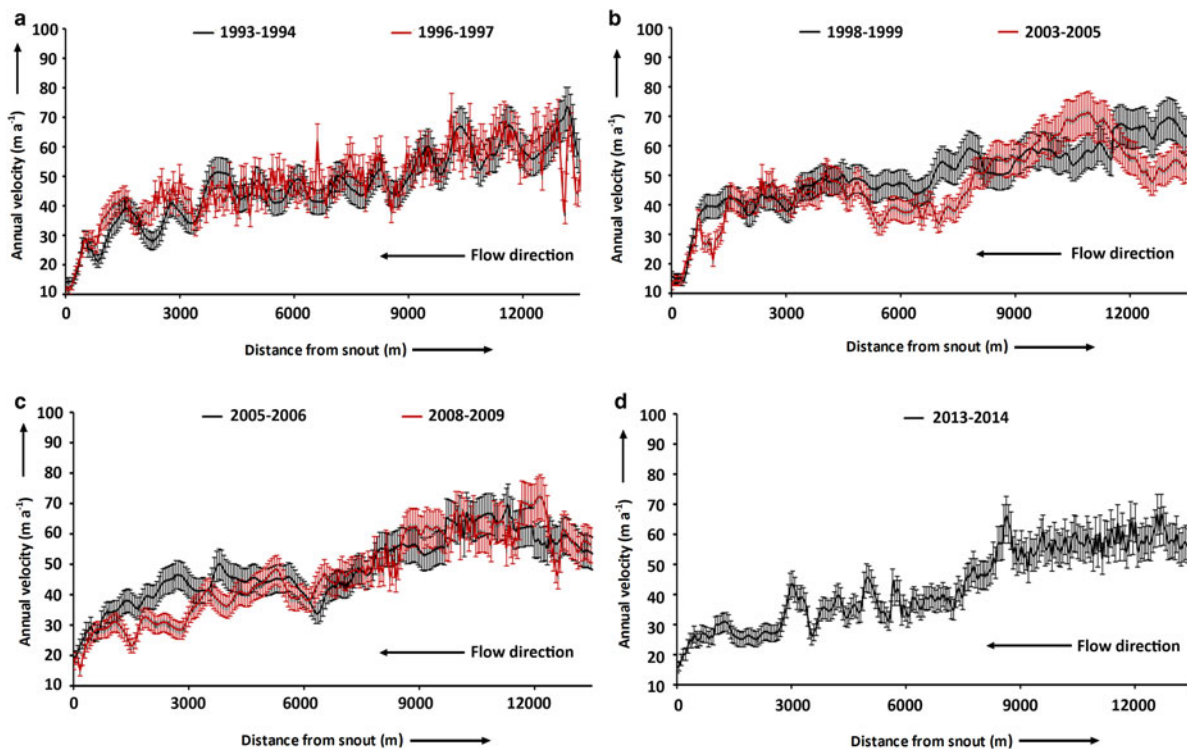 a
1993-1994 1996-1997
100
90
80
70
60
50
40
30
20
10
Annual velocity (m a⁻¹)
Flow direction
0 3000 6000 9000 12000
Distance from snout (m)
b
1998-1999 2003-2005
100
90
80
70
60
50
40
30
20
10
Annual velocity (m a⁻¹)
Flow direction
0 3000 6000 9000 12000
Distance from snout (m)
c
2005-2006 2008-2009
100
90
80
70
60
50
40
30
20
10
Annual velocity (m a⁻¹)
Flow direction
0 3000 6000 9000 12000
Distance from snout (m)
d
2013-2014
100
90
80
70
60
50
40
30
20
10
Annual velocity (m a⁻¹)
Flow direction
0 3000 6000 9000 12000
Distance from snout (m)